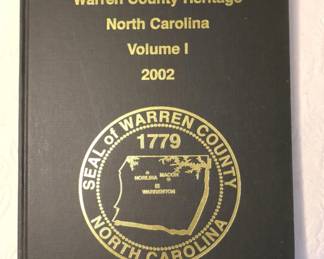 Warren County Heritage
North Carolina
Volume I
2002
SEAL of WARREN COUNTY
1779
NORLINA MACON
WARRENTON
NORTH CAROLINA